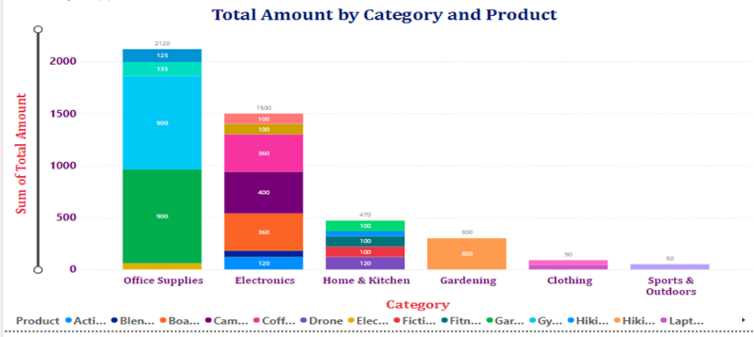 Total Amount by Category and Product
Sum of Total Amount
2000
1500
1000
500
0
2120
125
135
900
900
1500
100
100
360
400
360
120
470
100
100
100
120
300
300
90
50
Office Supplies
Electronics
Home & Kitchen
Gardening
Clothing
Sports &
Outdoors
Category
Product Acti... Blen... Boa... Cam... Coff... Drone Elec... Ficti... Fitn... Gar... Gy... Hiki... Hiki... Lapt...